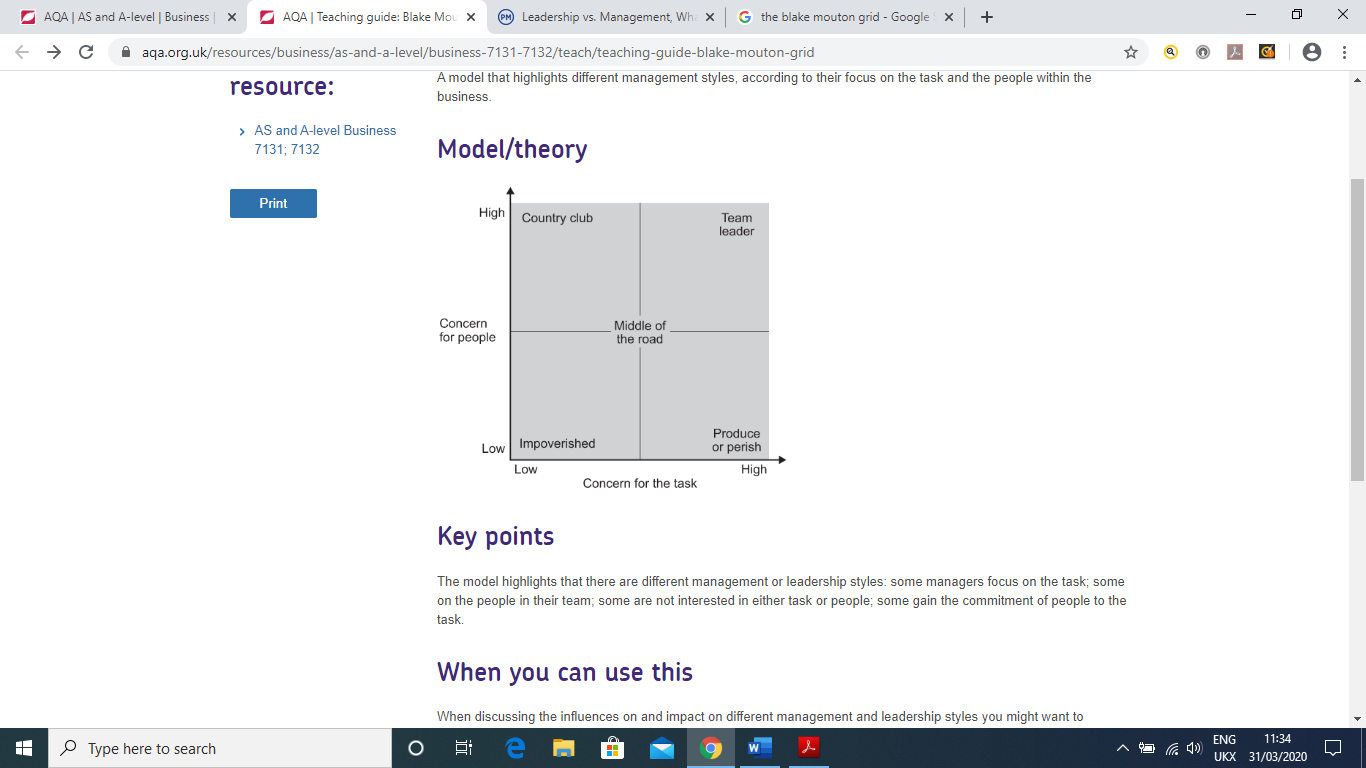 AQA | AS and A-level | Business |
AQA | Teaching guide: Blake Mou
Leadership vs. Management, Wh
the blake mouton grid - Google
aqa.org.uk/resources/business/as-and-a-level/business-7131-7132/teach/teaching-guide-blake-mouton-grid
resource:
AS and A-level Business
7131; 7132
Print
A model that highlights different management styles, according to their focus on the task and the people within the
business.
Model/theory
High
Country club
Team
leader
Concern
for people
Middle of
the road
Low
Impoverished
Produce
or perish
Low
High
Concern for the task
Key points
The model highlights that there are different management or leadership styles: some managers focus on the task; some
on the people in their team; some are not interested in either task or people; some gain the commitment of people to the
task.
When you can use this
When discussing the influences on and impact on different management and leadership styles you might want to
Type here to search
ENG
UKX
11:34
31/03/2020